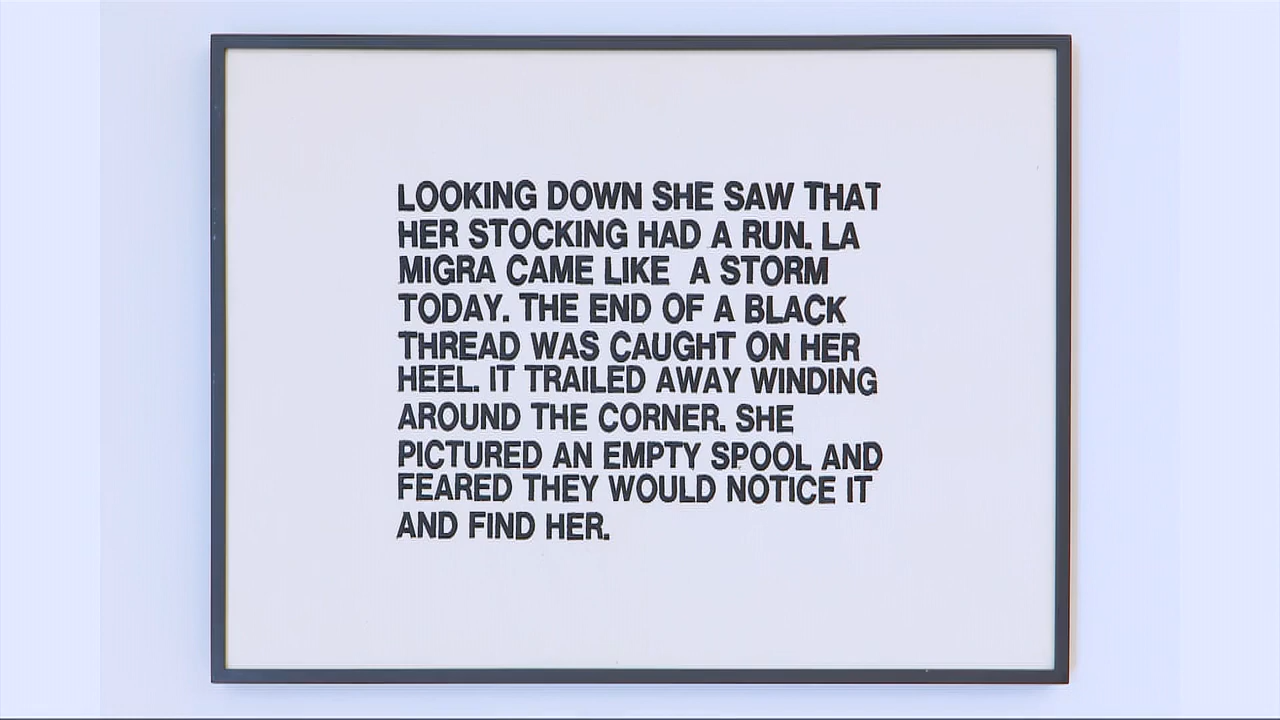 LOOKING DOWN SHE SAW THAT
HER STOCKING HAD A RUN. LA
MIGRA CAME LIKE A STORM
TODAY. THE END OF A BLACK
THREAD WAS CAUGHT ON HER
HEEL. IT TRAILED AWAY WINDING
AROUND THE CORNER. SHE
PICTURED AN EMPTY SPOOL AND
FEARED THEY WOULD NOTICE IT
AND FIND HER.